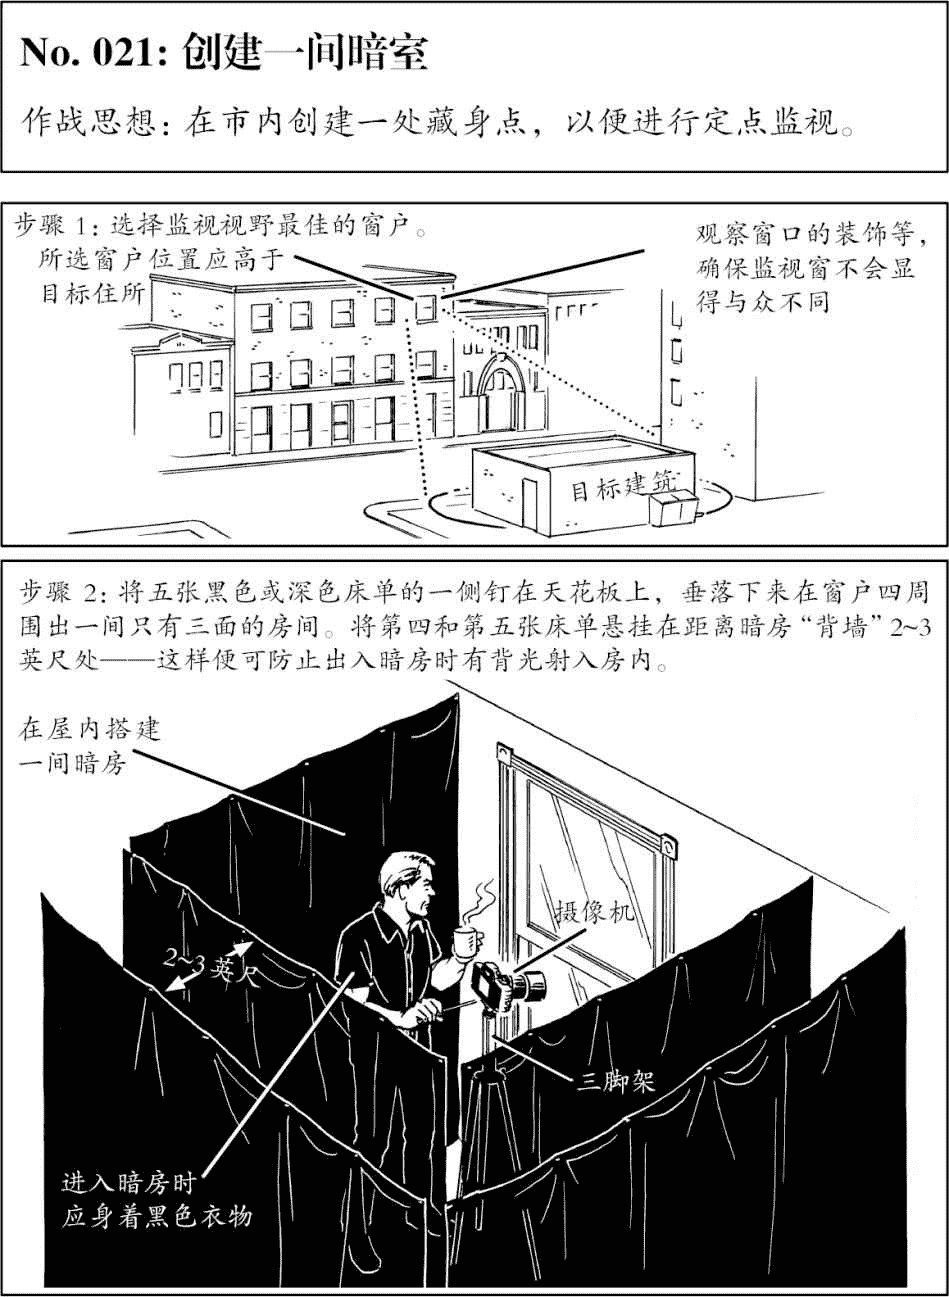 No. 021: 创建一间暗室
作战思想: 在市内创建一处藏身点, 以便进行定点监视。
步骤 1: 选择监视视野最佳的窗户。
所选窗户位置应高于
目标住所
观察窗口的装饰等,
确保监视窗不会显
得与众不同
目标建筑
步骤 2: 将五张黑色或深色床单的一侧钉在天花板上, 垂落下来在窗户四周
围出一间只有三面的房间。将第四和第五张床单悬挂在距离暗房“背墙”2~3
英尺处——这样便可防止出入暗房时有背光射入房内。
在屋内搭建
一间暗房
摄像机
2~3英尺
三脚架
进入暗房时
应身着黑色衣物